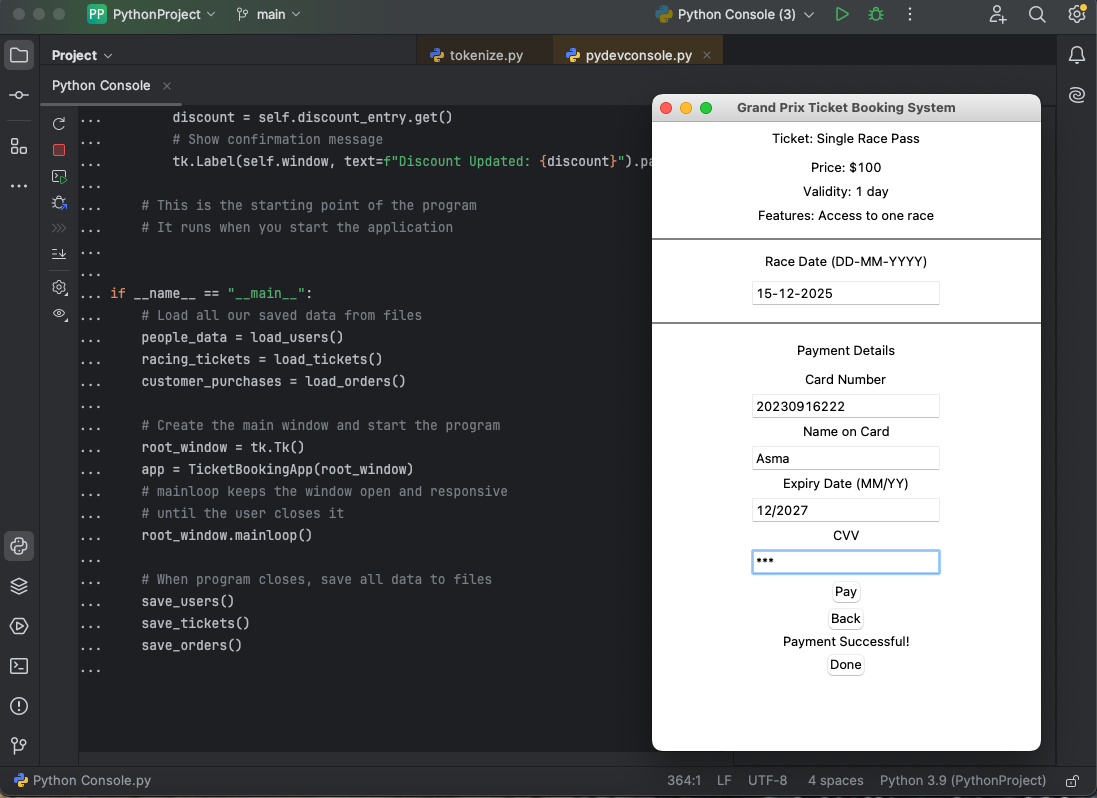 PP PythonProject main Python Console (3)
Project tokenize.py pydevconsole.py
Python Console
... discount = self.discount_entry.get()
... # Show confirmation message
... tk.Label(self.window, text=f"Discount Updated: {discount}").pa
...
... # This is the starting point of the program
... # It runs when you start the application
...
...
... if __name__ == "__main__":
... # Load all our saved data from files
... people_data = load_users()
... racing_tickets = load_tickets()
... customer_purchases = load_orders()
...
... # Create the main window and start the program
... root_window = tk.Tk()
... app = TicketBookingApp(root_window)
... # mainloop keeps the window open and responsive
... # until the user closes it
... root_window.mainloop()
...
... # When program closes, save all data to files
... save_users()
... save_tickets()
... save_orders()
...
Grand Prix Ticket Booking System
Ticket: Single Race Pass
Price: $100
Validity: 1 day
Features: Access to one race
Race Date (DD-MM-YYYY)
15-12-2025
Payment Details
Card Number
20230916222
Name on Card
Asma
Expiry Date (MM/YY)
12/2027
CVV
***
Pay
Back
Payment Successful!
Done
Python Console.py 364:1 LF UTF-8 4 spaces Python 3.9 (PythonProject)